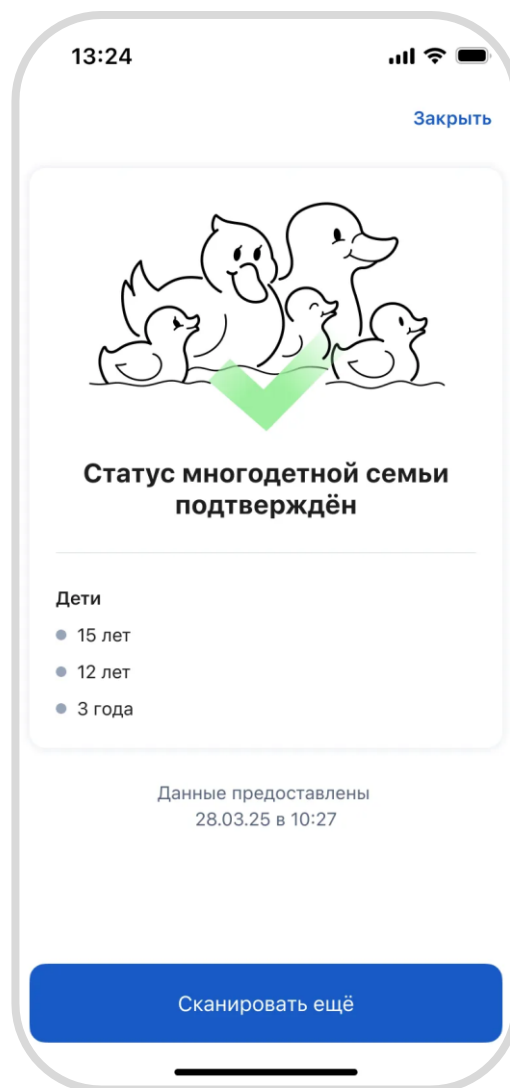 13:24
Закрыть
Статус многодетной семьи
подтверждён
Дети
15 лет
12 лет
3 года
Данные предоставлены
28.03.25 в 10:27
Сканировать ещё